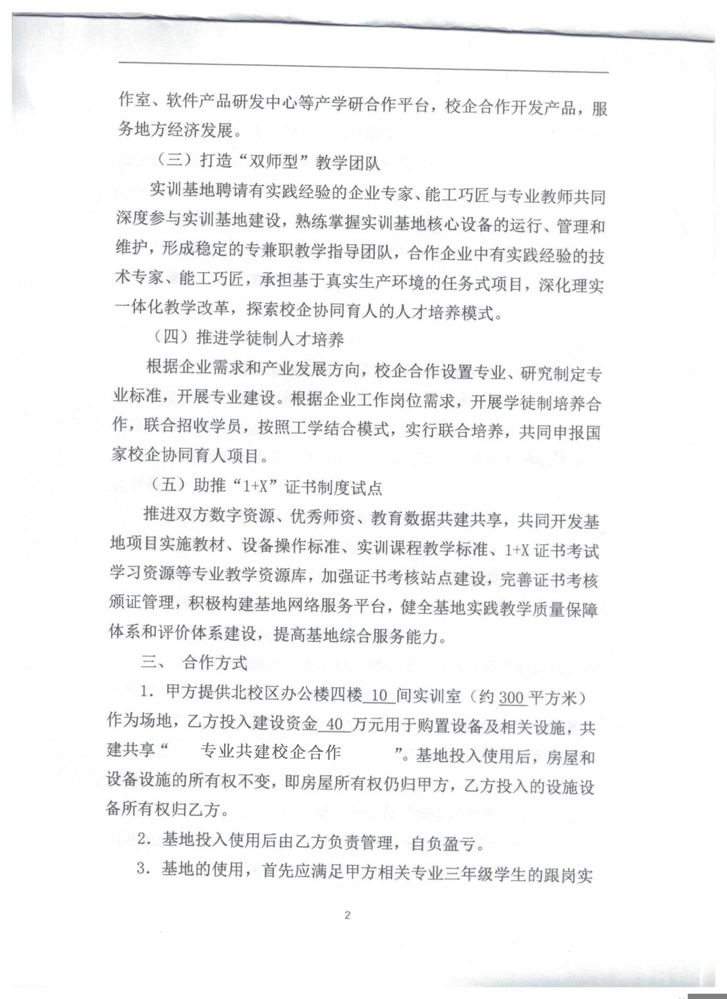 作室、软件产品研发中心等产学研合作平台，校企合作开发产品，服
务地方经济发展。
（三）打造“双师型”教学团队
实训基地聘请有实践经验的企业专家、能工巧匠与专业教师共同
深度参与实训基地建设，熟练掌握实训基地核心设备的运行、管理和
维护，形成稳定的专兼职教学指导团队，合作企业中有实践经验的技
术专家、能工巧匠，承担基于真实生产环境的任务式项目，深化理实
一体化教学改革，探索校企协同育人的人才培养模式。
（四）推进学徒制人才培养
根据企业需求和产业发展方向，校企合作设置专业、研究制定专
业标准，开展专业建设。根据企业工作岗位需求，开展学徒制培养合
作，联合招收学员，按照工学结合模式，实行联合培养，共同申报国
家校企协同育人项目。
（五）助推“1+X”证书制度试点
推进双方数字资源、优秀师资、教育数据共建共享，共同开发基
地项目实施教材、设备操作标准、实训课程教学标准、1+X 证书考试
学习资源等专业教学资源库，加强证书考核站点建设，完善证书考核
颁证管理，积极构建基地网络服务平台，健全基地实践教学质量保障
体系和评价体系建设，提高基地综合服务能力。
三、 合作方式
1．甲方提供北校区办公楼四楼 10 间实训室（约 300 平方米）
作为场地，乙方投入建设资金 40 万元用于购置设备及相关设施，共
建共享“ 专业共建校企合作 ”。基地投入使用后，房屋和
设备设施的所有权不变，即房屋所有权仍归甲方，乙方投入的设施设
备所有权归乙方。
2．基地投入使用后由乙方负责管理，自负盈亏。
3．基地的使用，首先应满足甲方相关专业三年级学生的跟岗实
2